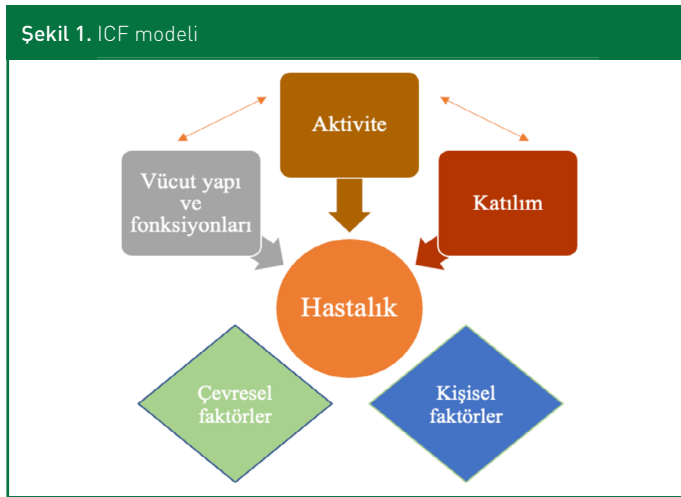 Şekil 1. ICF modeli
Aktivite
Vücut yapı
ve
fonksiyonları
Katılım
Hastalık
Çevresel
faktörler
Kişisel
faktörler